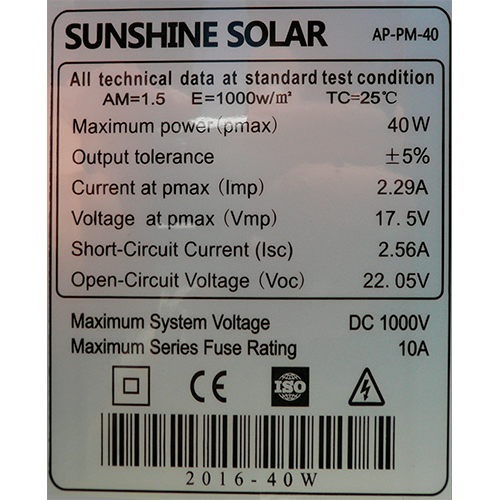 SUNSHINE SOLAR AP-PM-40
All technical data at standard test condition
AM=1.5 E=1000w/㎡ TC=25℃
Maximum power(pmax) 40W
Output tolerance ±5%
Current at pmax (Imp) 2.29A
Voltage at pmax (Vmp) 17.5V
Short-Circuit Current (Isc) 2.56A
Open-Circuit Voltage (Voc) 22.05V
Maximum System Voltage DC 1000V
Maximum Series Fuse Rating 10A
CE ISO
2016-40W